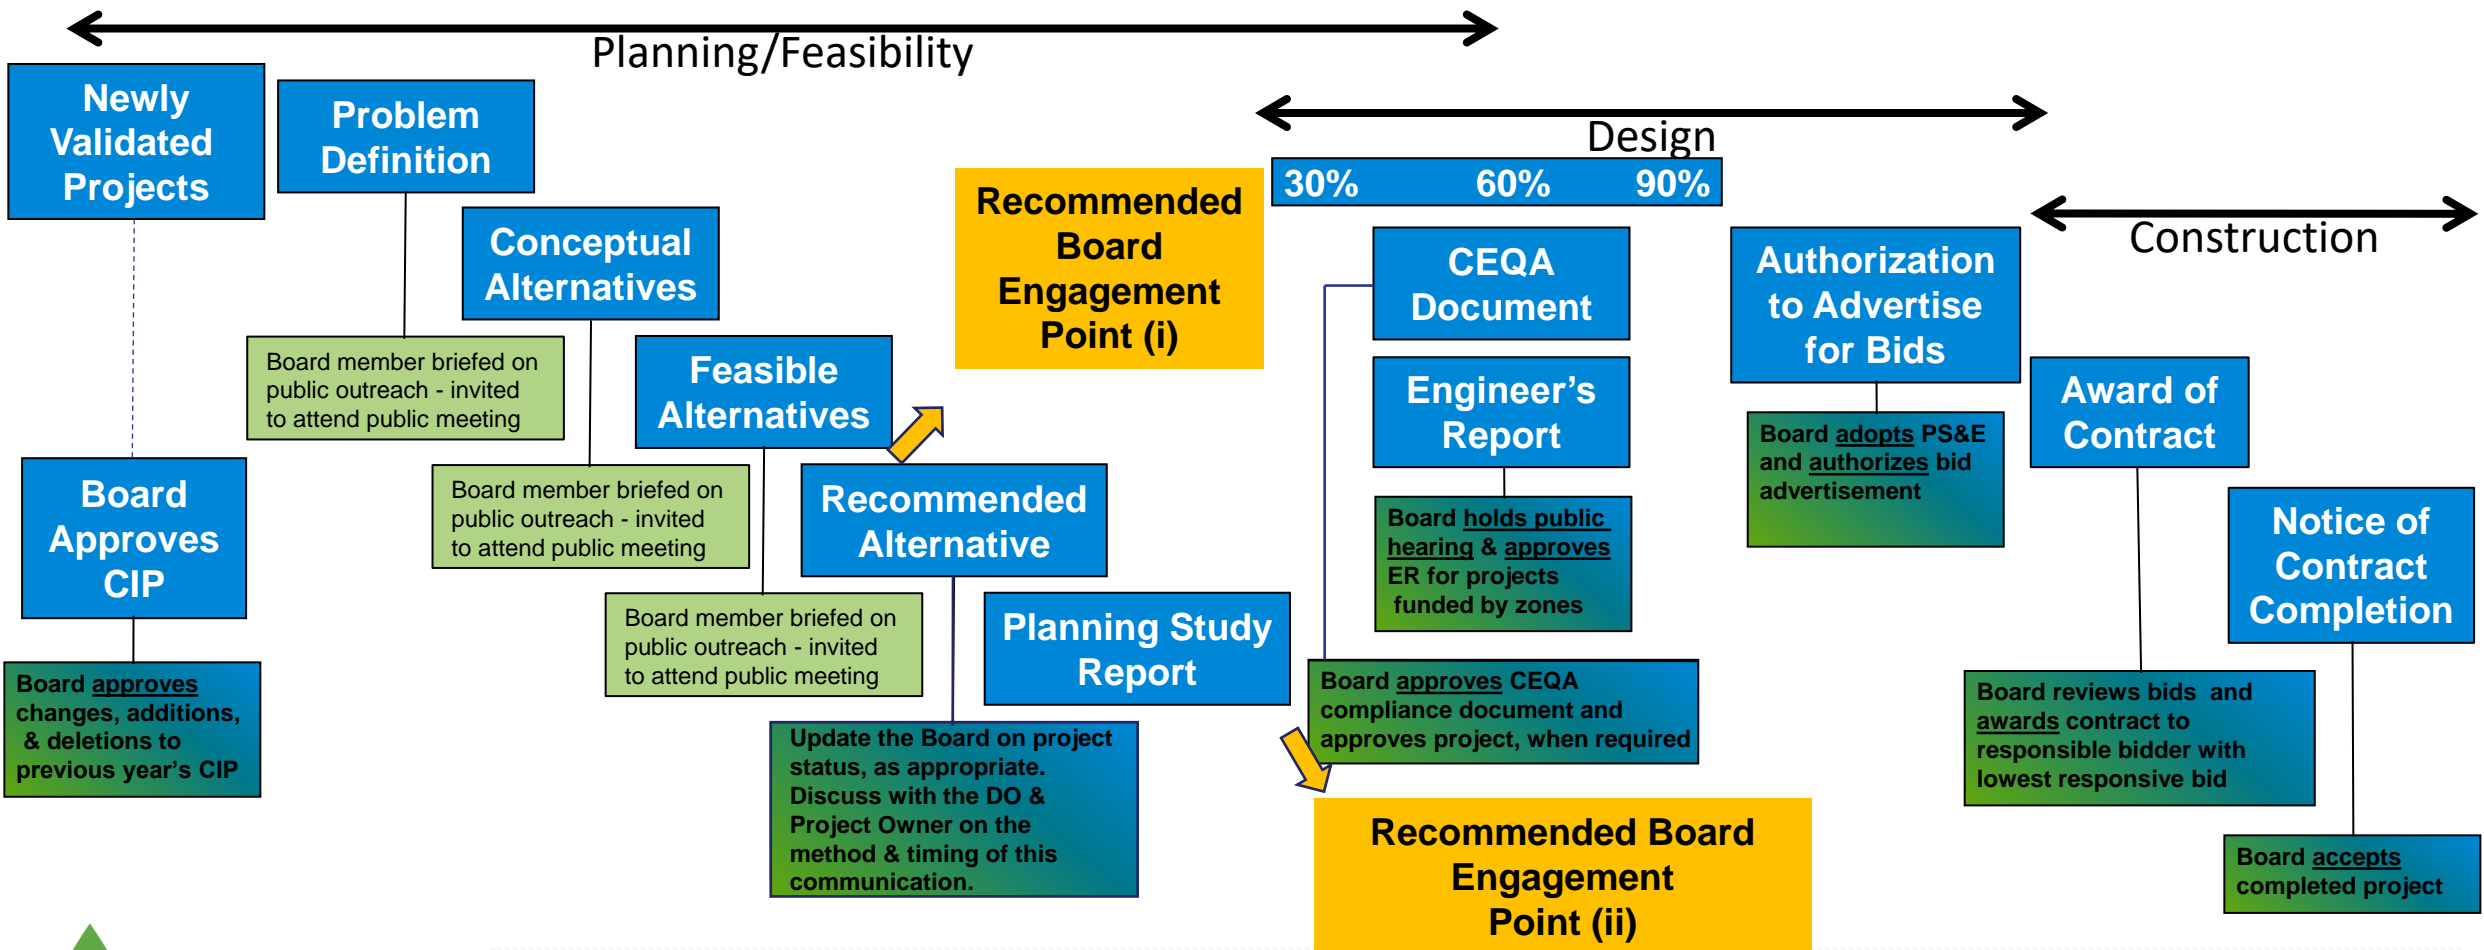 Planning/Feasibility
Newly
Validated
Projects
Problem
Definition
Design
30% 60% 90%
Recommended
Board
Engagement
Point (i)
Construction
Conceptual
Alternatives
CEQA
Document
Authorization
to Advertise
for Bids
Board member briefed on
public outreach - invited
to attend public meeting
Feasible
Alternatives
Engineer’s
Report
Award of
Contract
Board adopts PS&E
and authorizes bid
advertisement
Board
Approves
CIP
Board member briefed on
public outreach - invited
to attend public meeting
Recommended
Alternative
Board holds public
hearing & approves
ER for projects
funded by zones
Notice of
Contract
Completion
Board member briefed on
public outreach - invited
to attend public meeting
Planning Study
Report
Board approves
changes, additions,
& deletions to
previous year’s CIP
Board approves CEQA
compliance document and
approves project, when required
Board reviews bids and
awards contract to
responsible bidder with
lowest responsive bid
Update the Board on project
status, as appropriate.
Discuss with the DO &
Project Owner on the
method & timing of this
communication.
Recommended Board
Engagement
Point (ii)
Board accepts
completed project